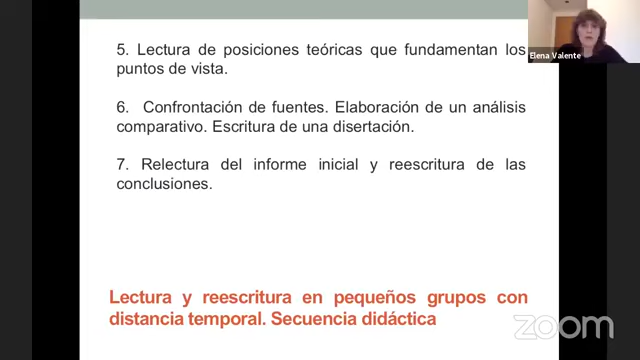 5. Lectura de posiciones teóricas que fundamentan los
puntos de vista.
6. Confrontación de fuentes. Elaboración de un análisis
comparativo. Escritura de una disertación.
7. Relectura del informe inicial y reescritura de las
conclusiones.
Lectura y reescritura en pequeños grupos con
distancia temporal. Secuencia didáctica
Elena Valente
zoom